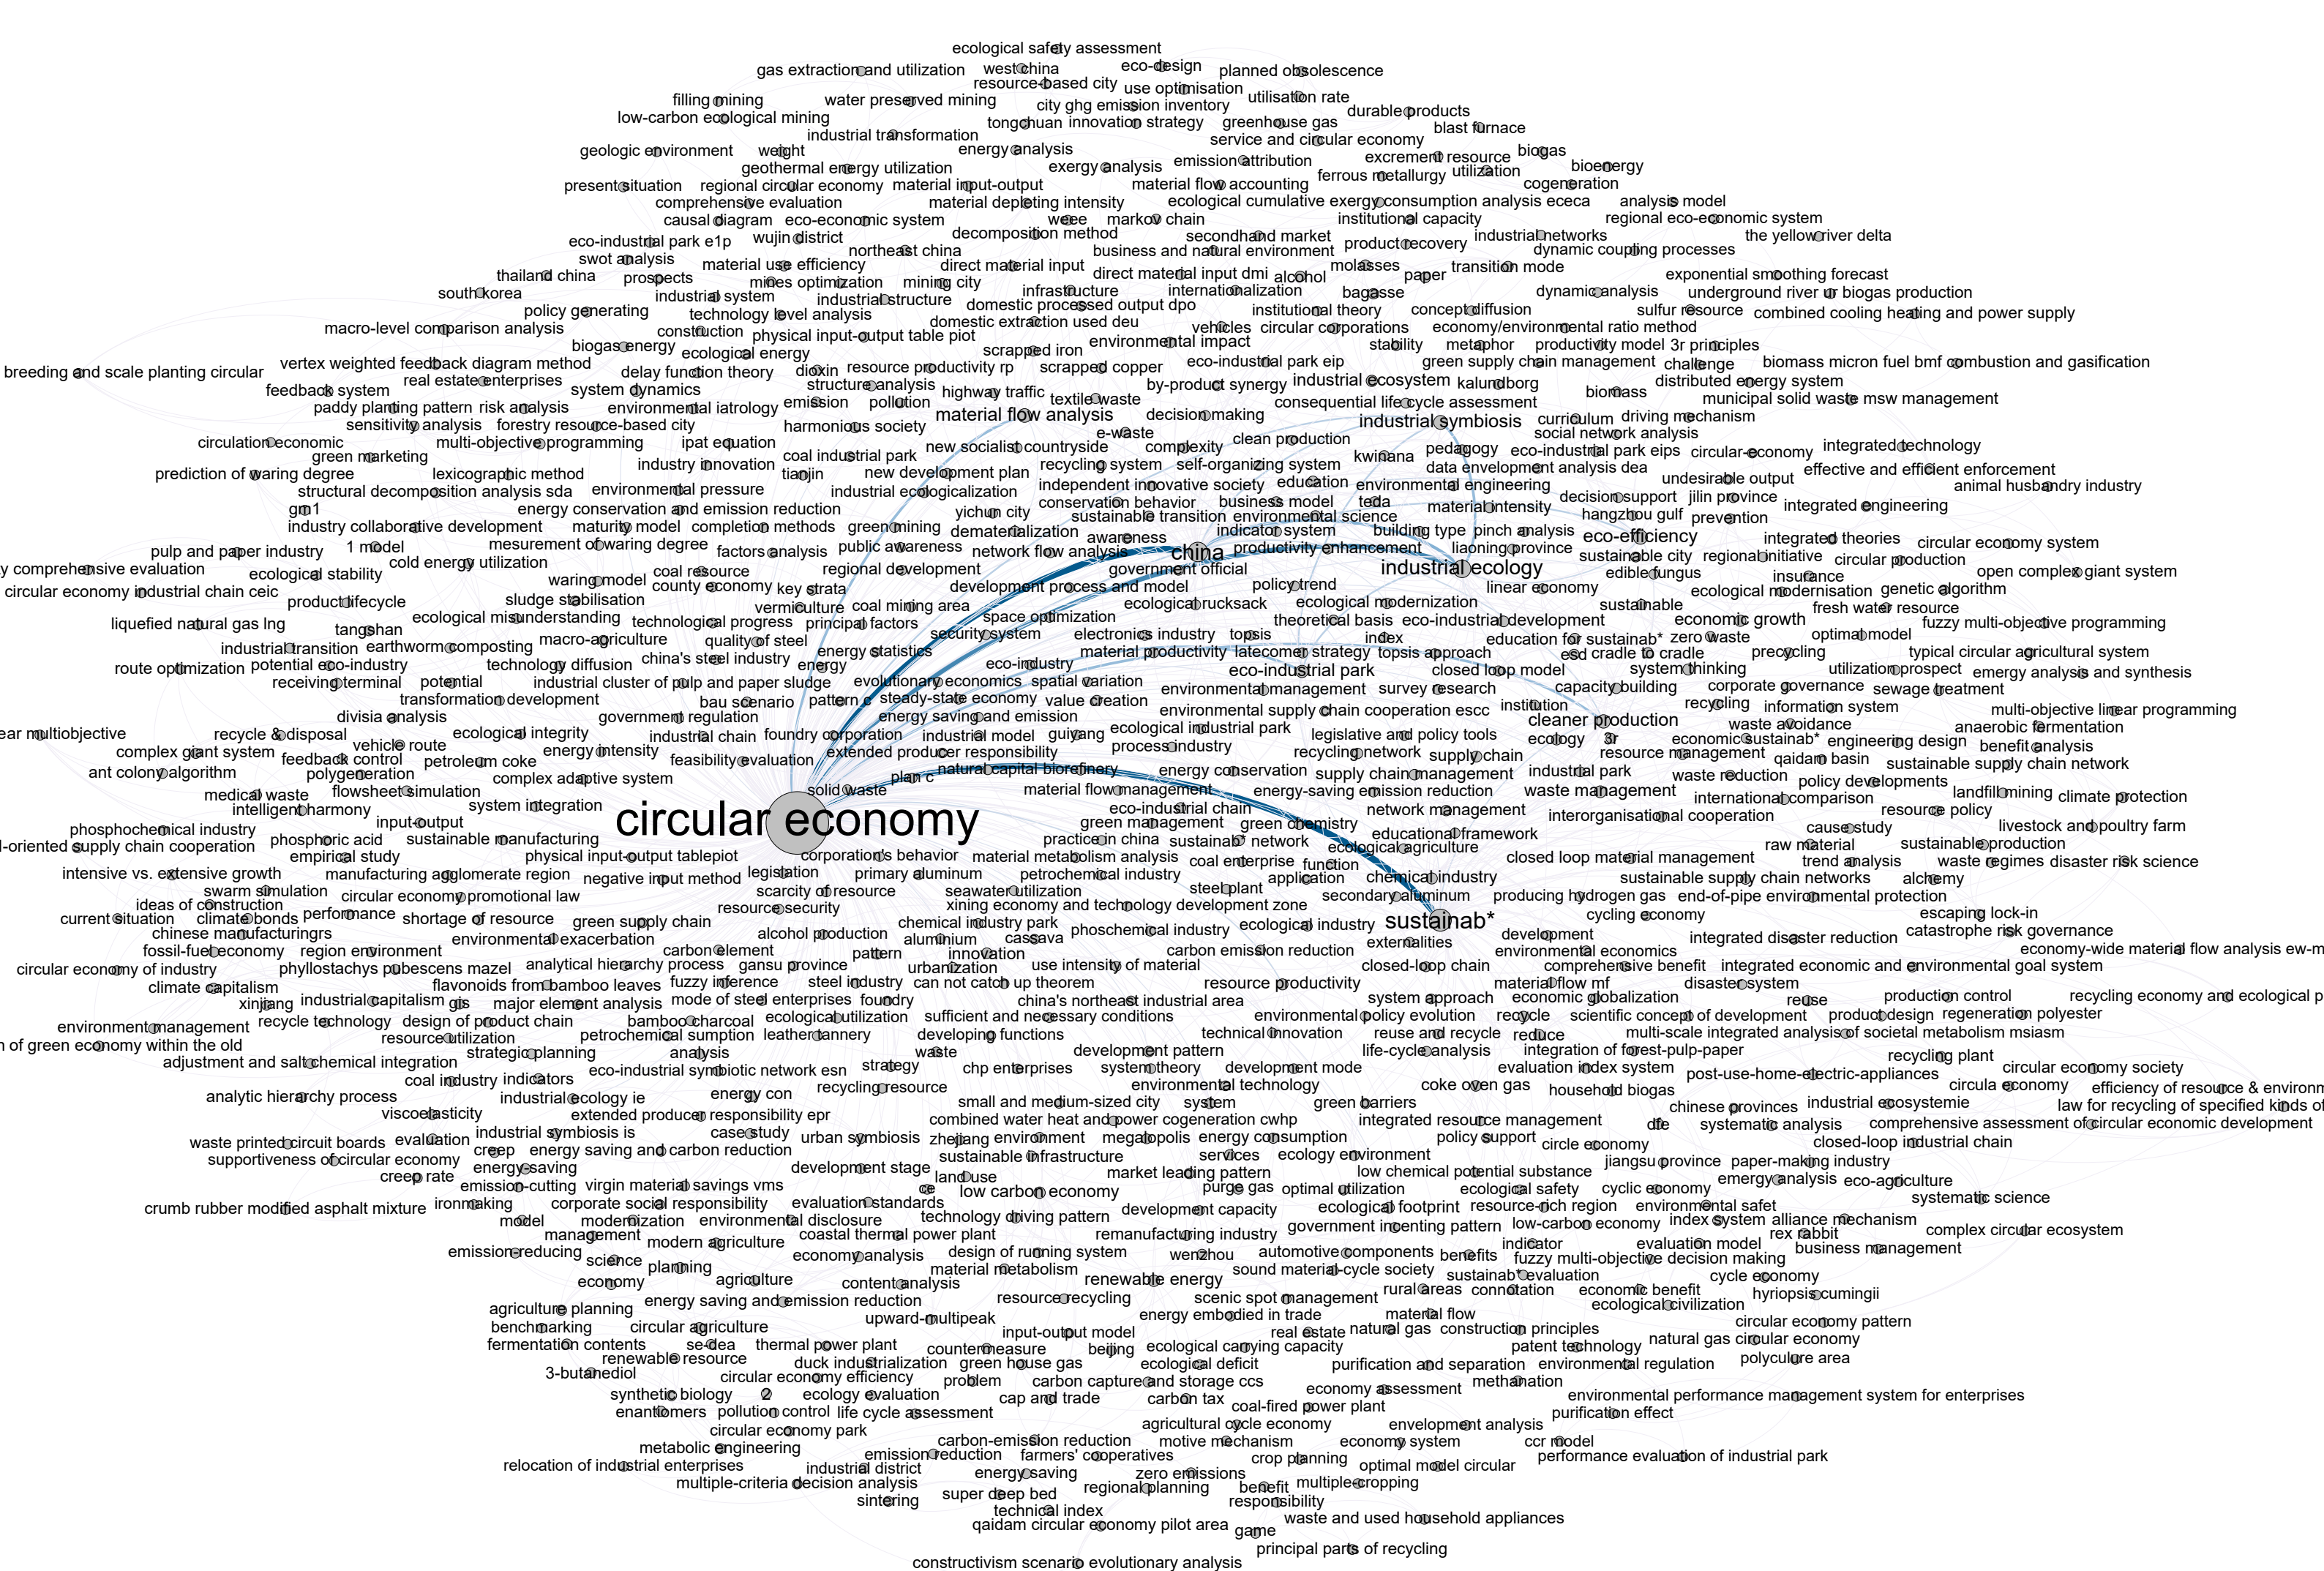 ecological safety assessment
gas extraction and utilization
west china
eco-design
planned obsolescence
resource-based city
use optimisation
filling mining
water preserved mining
city ghg emission inventory
utilisation rate
durable products
low-carbon ecological mining
tongchuan
innovation strategy
greenhouse gas
blast furnace
industrial transformation
service and circular economy
geologic environment
weight
energy analysis
exergy analysis
emission attribution
excrement resource
biogas
bioenergy
geothermal energy utilization
ferrous metallurgy
utilization
cogeneration
present situation
regional circular economy
material input-output
material flow accounting
comprehensive evaluation
material depleting intensity
ecological cumulative exergy consumption analysis ececa
analysis model
causal diagram
eco-economic system
weee
markov chain
institutional capacity
regional eco-economic system
eco-industrial park e1p
wujin district
decomposition method
secondhand market
product recovery
industrial networks
the yellow river delta
swot analysis
northeast china
business and natural environment
dynamic coupling processes
thailand china
prospects
material use efficiency
direct material input
direct material input dmi
alcohol
molasses
paper
transition mode
exponential smoothing forecast
south korea
mines optimization
mining city
infrastructure
internationalization
bagasse
dynamic analysis
underground river ur biogas production
industrial system
industrial structure
domestic processed output dpo
policy generating
technology level analysis
institutional theory
concept diffusion
sulfur resource
combined cooling heating and power supply
macro-level comparison analysis
construction
physical input-output table piot
domestic extraction used deu
vehicles
circular corporations
economy/environmental ratio method
biogas energy
ecological energy
scrapped iron
environmental impact
stability
metaphor
productivity model
3r principles
vertex weighted feedback diagram method
delay function theory
dioxin
resource productivity rp
scrapped copper
eco-industrial park eip
green supply chain management
challenge
biomass micron fuel bmf combustion and gasification
breeding and scale planting circular
real estate enterprises
feedback system
system dynamics
structure analysis
highway traffic
by-product synergy
industrial ecosystem
kalundborg
biomass
distributed energy system
paddy planting pattern
risk analysis
environmental iatrology
emission
pollution
textile waste
consequential life cycle assessment
municipal solid waste msw management
material flow analysis
decision making
industrial symbiosis
curriculum
driving mechanism
sensitivity analysis
forestry resource-based city
harmonious society
e-waste
social network analysis
circulation economic
multi-objective programming
ipat equation
new socialist countryside
complexity
clean production
pedagogy
eco-industrial park eips
circular-economy
integrated technology
green marketing
industry innovation
coal industrial park
recycling system
self-organizing system
kwinana
data envelopment analysis dea
effective and efficient enforcement
prediction of waring degree
lexicographic method
tianjin
new development plan
independent innovative society
education
environmental engineering
undesirable output
animal husbandry industry
structural decomposition analysis sda
environmental pressure
industrial ecologicalization
conservation behavior
business model
teda
material intensity
decision support
jilin province
integrated engineering
gm1
energy conservation and emission reduction
yichun city
sustainable transition
environmental science
hangzhou gulf
prevention
industry collaborative development
maturity model
completion methods
green mining
dematerialization
awareness
indicator system
building type
pinch analysis
eco-efficiency
integrated theories
circular economy system
pulp and paper industry
1 model
mesurement of waring degree
factors analysis
public awareness
network flow analysis
china
productivity enhancement
liaoning province
sustainable city
regional initiative
circular production
y comprehensive evaluation
ecological stability
cold energy utilization
waring model
coal resource
regional development
government official
industrial ecology
edible fungus
insurance
open complex giant system
circular economy industrial chain ceic
product lifecycle
sludge stabilisation
county economy
key strata
development process and model
policy trend
linear economy
ecological modernisation
genetic algorithm
liquefied natural gas lng
tangshan
ecological misunderstanding
technological progress
vermiculture
coal mining area
principal factors
space optimization
ecological rucksack
ecological modernization
theoretical basis
eco-industrial development
sustainable
economic growth
fresh water resource
fuzzy multi-objective programming
industrial transition
earthworm composting
macro-agriculture
quality of steel
security system
electronics industry
topsis
index
education for sustainab*
zero waste
optimal model
route optimization
potential eco-industry
technology diffusion
china's steel industry
energy statistics
energy
eco-industry
material productivity
latecomer strategy
topsis approach
esd
cradle to cradle
precycling
typical circular agricultural system
receiving terminal
potential
industrial cluster of pulp and paper sludge
evolutionary economics
spatial variation
eco-industrial park
closed loop model
system thinking
utilization prospect
emergy analysis and synthesis
transformation development
bau scenario
pattern c
steady-state economy
value creation
environmental management
survey research
capacity building
corporate governance
sewage treatment
divisia analysis
government regulation
energy saving and emission
environmental supply chain cooperation escc
institution
recycling
information system
multi-objective linear programming
ear multiobjective
recycle & disposal
ecological integrity
industrial chain
foundry corporation
industrial model
guiyang
ecological industrial park
legislative and policy tools
cleaner production
waste avoidance
anaerobic fermentation
complex giant system
vehicle route
energy intensity
extended producer responsibility
process industry
recycling network
supply chain
ecology
3r
economic sustainab*
engineering design
benefit analysis
feedback control
petroleum coke
feasibility evaluation
resource management
qaidam basin
sustainable supply chain network
ant colony algorithm
polygeneration
complex adaptive system
plan c
natural capital
biorefinery
energy conservation
supply chain management
industrial park
waste reduction
policy developments
medical waste
flowsheet simulation
solid waste
material flow management
energy-saving emission reduction
waste management
international comparison
landfill mining
climate protection
intelligent harmony
system integration
circular economy
eco-industrial chain
network management
interorganisational cooperation
resource policy
phosphochemical industry
input-output
green management
green chemistry
cause study
livestock and poultry farm
l-oriented supply chain cooperation
phosphoric acid
sustainable manufacturing
practice in china
sustainab* network
educational framework
ecological agriculture
raw material
sustainable production
empirical study
physical input-output tablepiot
corporation's behavior
material metabolism analysis
coal enterprise
function
closed loop material management
trend analysis
waste regimes
disaster risk science
intensive vs. extensive growth
manufacturing agglomerate region
negative input method
legislation
primary aluminum
petrochemical industry
application
chemical industry
sustainable supply chain networks
alchemy
swarm simulation
circular economy promotional law
scarcity of resource
seawater utilization
steel plant
secondary aluminum
producing hydrogen gas
end-of-pipe environmental protection
ideas of construction
resource security
xining economy and technology development zone
current situation
climate bonds
performance
shortage of resource
green supply chain
chemical industry park
ecological industry
sustainab*
cycling economy
escaping lock-in
chinese manufacturingrs
environmental exacerbation
alcohol production
aluminium
cassava
phoschemical industry
externalities
development
integrated disaster reduction
catastrophe risk governance
fossil-fuel economy
region environment
carbon element
pattern
innovation
carbon emission reduction
environmental economics
economy-wide material flow analysis ew-m
circular economy of industry
phyllostachys pubescens mazel
analytical hierarchy process
gansu province
urbanization
use intensity of material
closed-loop chain
comprehensive benefit
integrated economic and environmental goal system
climate capitalism
flavonoids from bamboo leaves
fuzzy inference
steel industry
can not catch up theorem
resource productivity
material flow mf
disaster system
xinjiang
industrial capitalism
gis
major element analysis
mode of steel enterprises
foundry
china's northeast industrial area
system approach
economic globalization
reuse
production control
recycling economy and ecological p
environment management
recycle technology
design of product chain
bamboo charcoal
ecological utilization
sufficient and necessary conditions
environmental policy evolution
recycle
scientific concept of development
product design
regeneration polyester
n of green economy within the old
resource utilization
petrochemical sumption
leather tannery
developing functions
technical innovation
reuse and recycle
reduce
multi-scale integrated analysis of societal metabolism msiasm
adjustment and salt chemical integration
strategic planning
analysis
waste
development pattern
life-cycle analysis
integration of forest-pulp-paper
recycling plant
coal industry
indicators
eco-industrial symbiotic network esn
strategy
chp enterprises
system theory
development mode
evaluation index system
post-use-home-electric-appliances
circular economy society
analytic hierarchy process
industrial ecology ie
energy con
recycling resource
environmental technology
coke oven gas
household biogas
circula economy
efficiency of resource & environm
viscoelasticity
extended producer responsibility epr
small and medium-sized city
system
green barriers
chinese provinces
industrial ecosystemie
law for recycling of specified kinds of
waste printed circuit boards
evaluation
industrial symbiosis is
case study
combined water heat and power cogeneration cwhp
integrated resource management
dfe
systematic analysis
comprehensive assessment of circular economic development
supportiveness of circular economy
creep
energy saving and carbon reduction
urban symbiosis
zhejiang
environment
megalopolis
energy consumption
policy support
circle economy
closed-loop industrial chain
creep rate
energy-saving
development stage
sustainable infrastructure
services
ecology environment
jiangsu province
paper-making industry
emission-cutting
virgin material savings vms
land use
market leading pattern
low chemical potential substance
emergy analysis
eco-agriculture
crumb rubber modified asphalt mixture
ironmaking
corporate social responsibility
evaluation standards
ce
low carbon economy
purge gas
optimal utilization
ecological safety
cyclic economy
systematic science
model
modernization
environmental disclosure
technology driving pattern
development capacity
ecological footprint
resource-rich region
environmental safet
management
coastal thermal power plant
remanufacturing industry
government incenting pattern
low-carbon economy
index system
alliance mechanism
complex circular ecosystem
emission-reducing
modern agriculture
economy analysis
design of running system
wenzhou
automotive components
benefits
indicator
evaluation model
rex rabbit
business management
science
planning
material metabolism
sound material-cycle society
fuzzy multi-objective decision making
economy
agriculture
content analysis
renewable energy
sustainab* evaluation
cycle economy
agriculture planning
energy saving and emission reduction
resource recycling
scenic spot management
rural areas
connotation
economic benefit
hyriopsis cumingii
benchmarking
circular agriculture
upward-multipeak
energy embodied in trade
material flow
ecological civilization
fermentation contents
se-dea
thermal power plant
input-output model
real estate
natural gas
construction principles
circular economy pattern
renewable resource
countermeasure
beijing
ecological carrying capacity
patent technology
natural gas circular economy
3-butanediol
duck industrialization
green house gas
ecological deficit
purification and separation
environmental regulation
polyculure area
circular economy efficiency
problem
carbon capture and storage ccs
methanation
synthetic biology
2
ecology evaluation
cap and trade
carbon tax
economy assessment
environmental performance management system for enterprises
enantiomers
pollution control
life cycle assessment
coal-fired power plant
purification effect
circular economy park
agricultural cycle economy
envelopment analysis
metabolic engineering
carbon-emission reduction
motive mechanism
economy system
ccr model
relocation of industrial enterprises
emission reduction
farmers' cooperatives
crop planning
performance evaluation of industrial park
industrial district
energy saving
zero emissions
optimal model circular
multiple-criteria decision analysis
regional planning
benefit
multiple-cropping
sintering
super deep bed
responsibility
technical index
waste and used household appliances
qaidam circular economy pilot area
game
principal parts of recycling
constructivism scenario evolutionary analysis